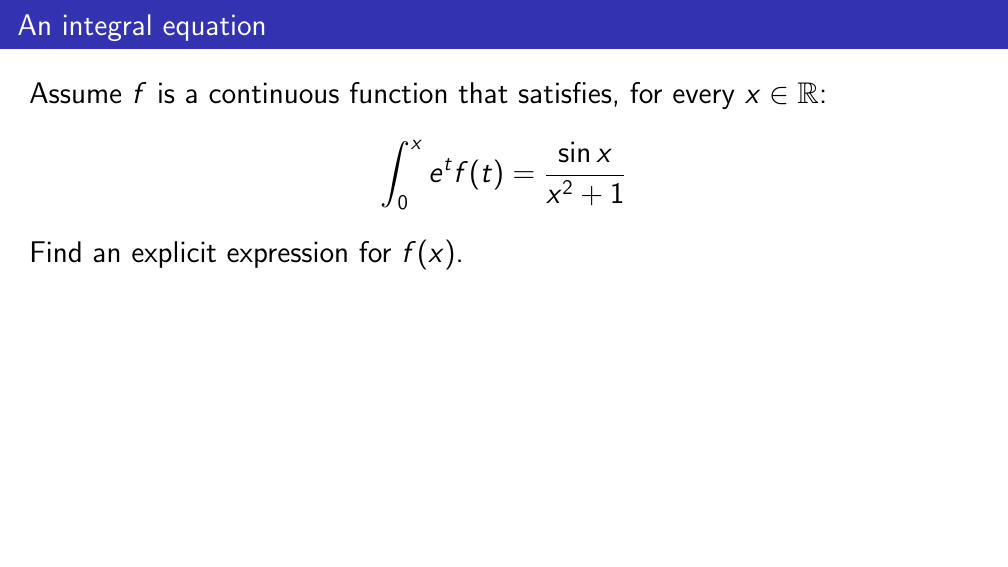 An integral equation
Assume f is a continuous function that satisfies, for every x ∈ ℝ:
∫₀ˣ eᵗ f(t) = sin x / (x² + 1)
Find an explicit expression for f(x).